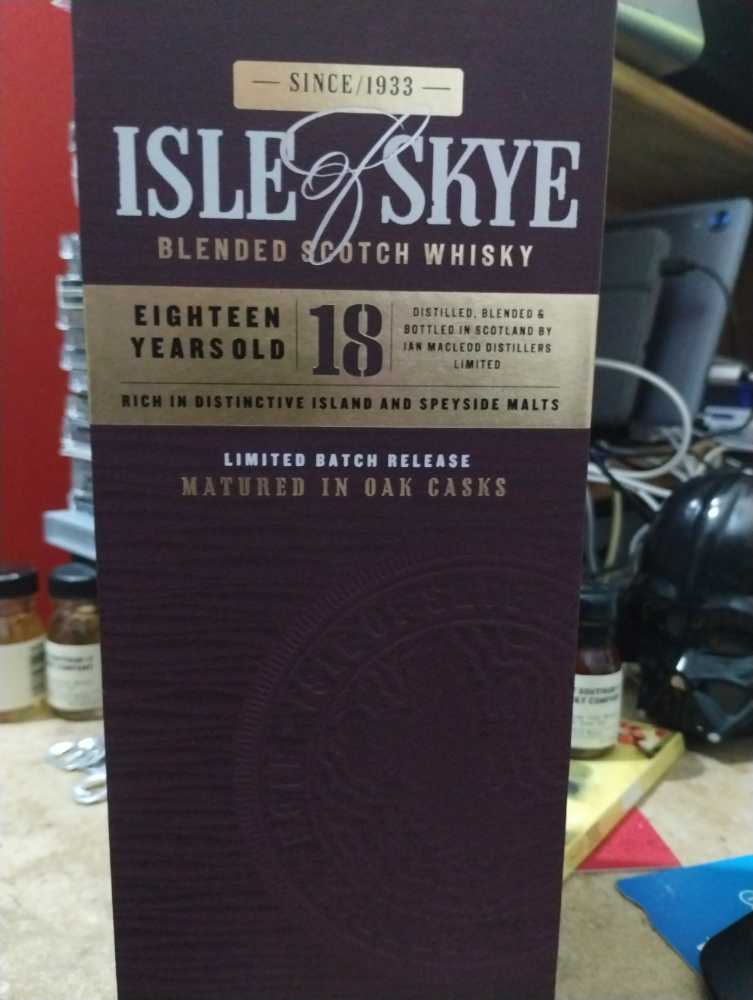 SINCE/1933
ISLE of SKYE
BLENDED SCOTCH WHISKY
EIGHTEEN
YEARS OLD
18
DISTILLED, BLENDED &
BOTTLED IN SCOTLAND BY
IAN MACLEOD DISTILLERS
LIMITED
RICH IN DISTINCTIVE ISLAND AND SPEYSIDE MALTS
LIMITED BATCH RELEASE
MATURED IN OAK CASKS